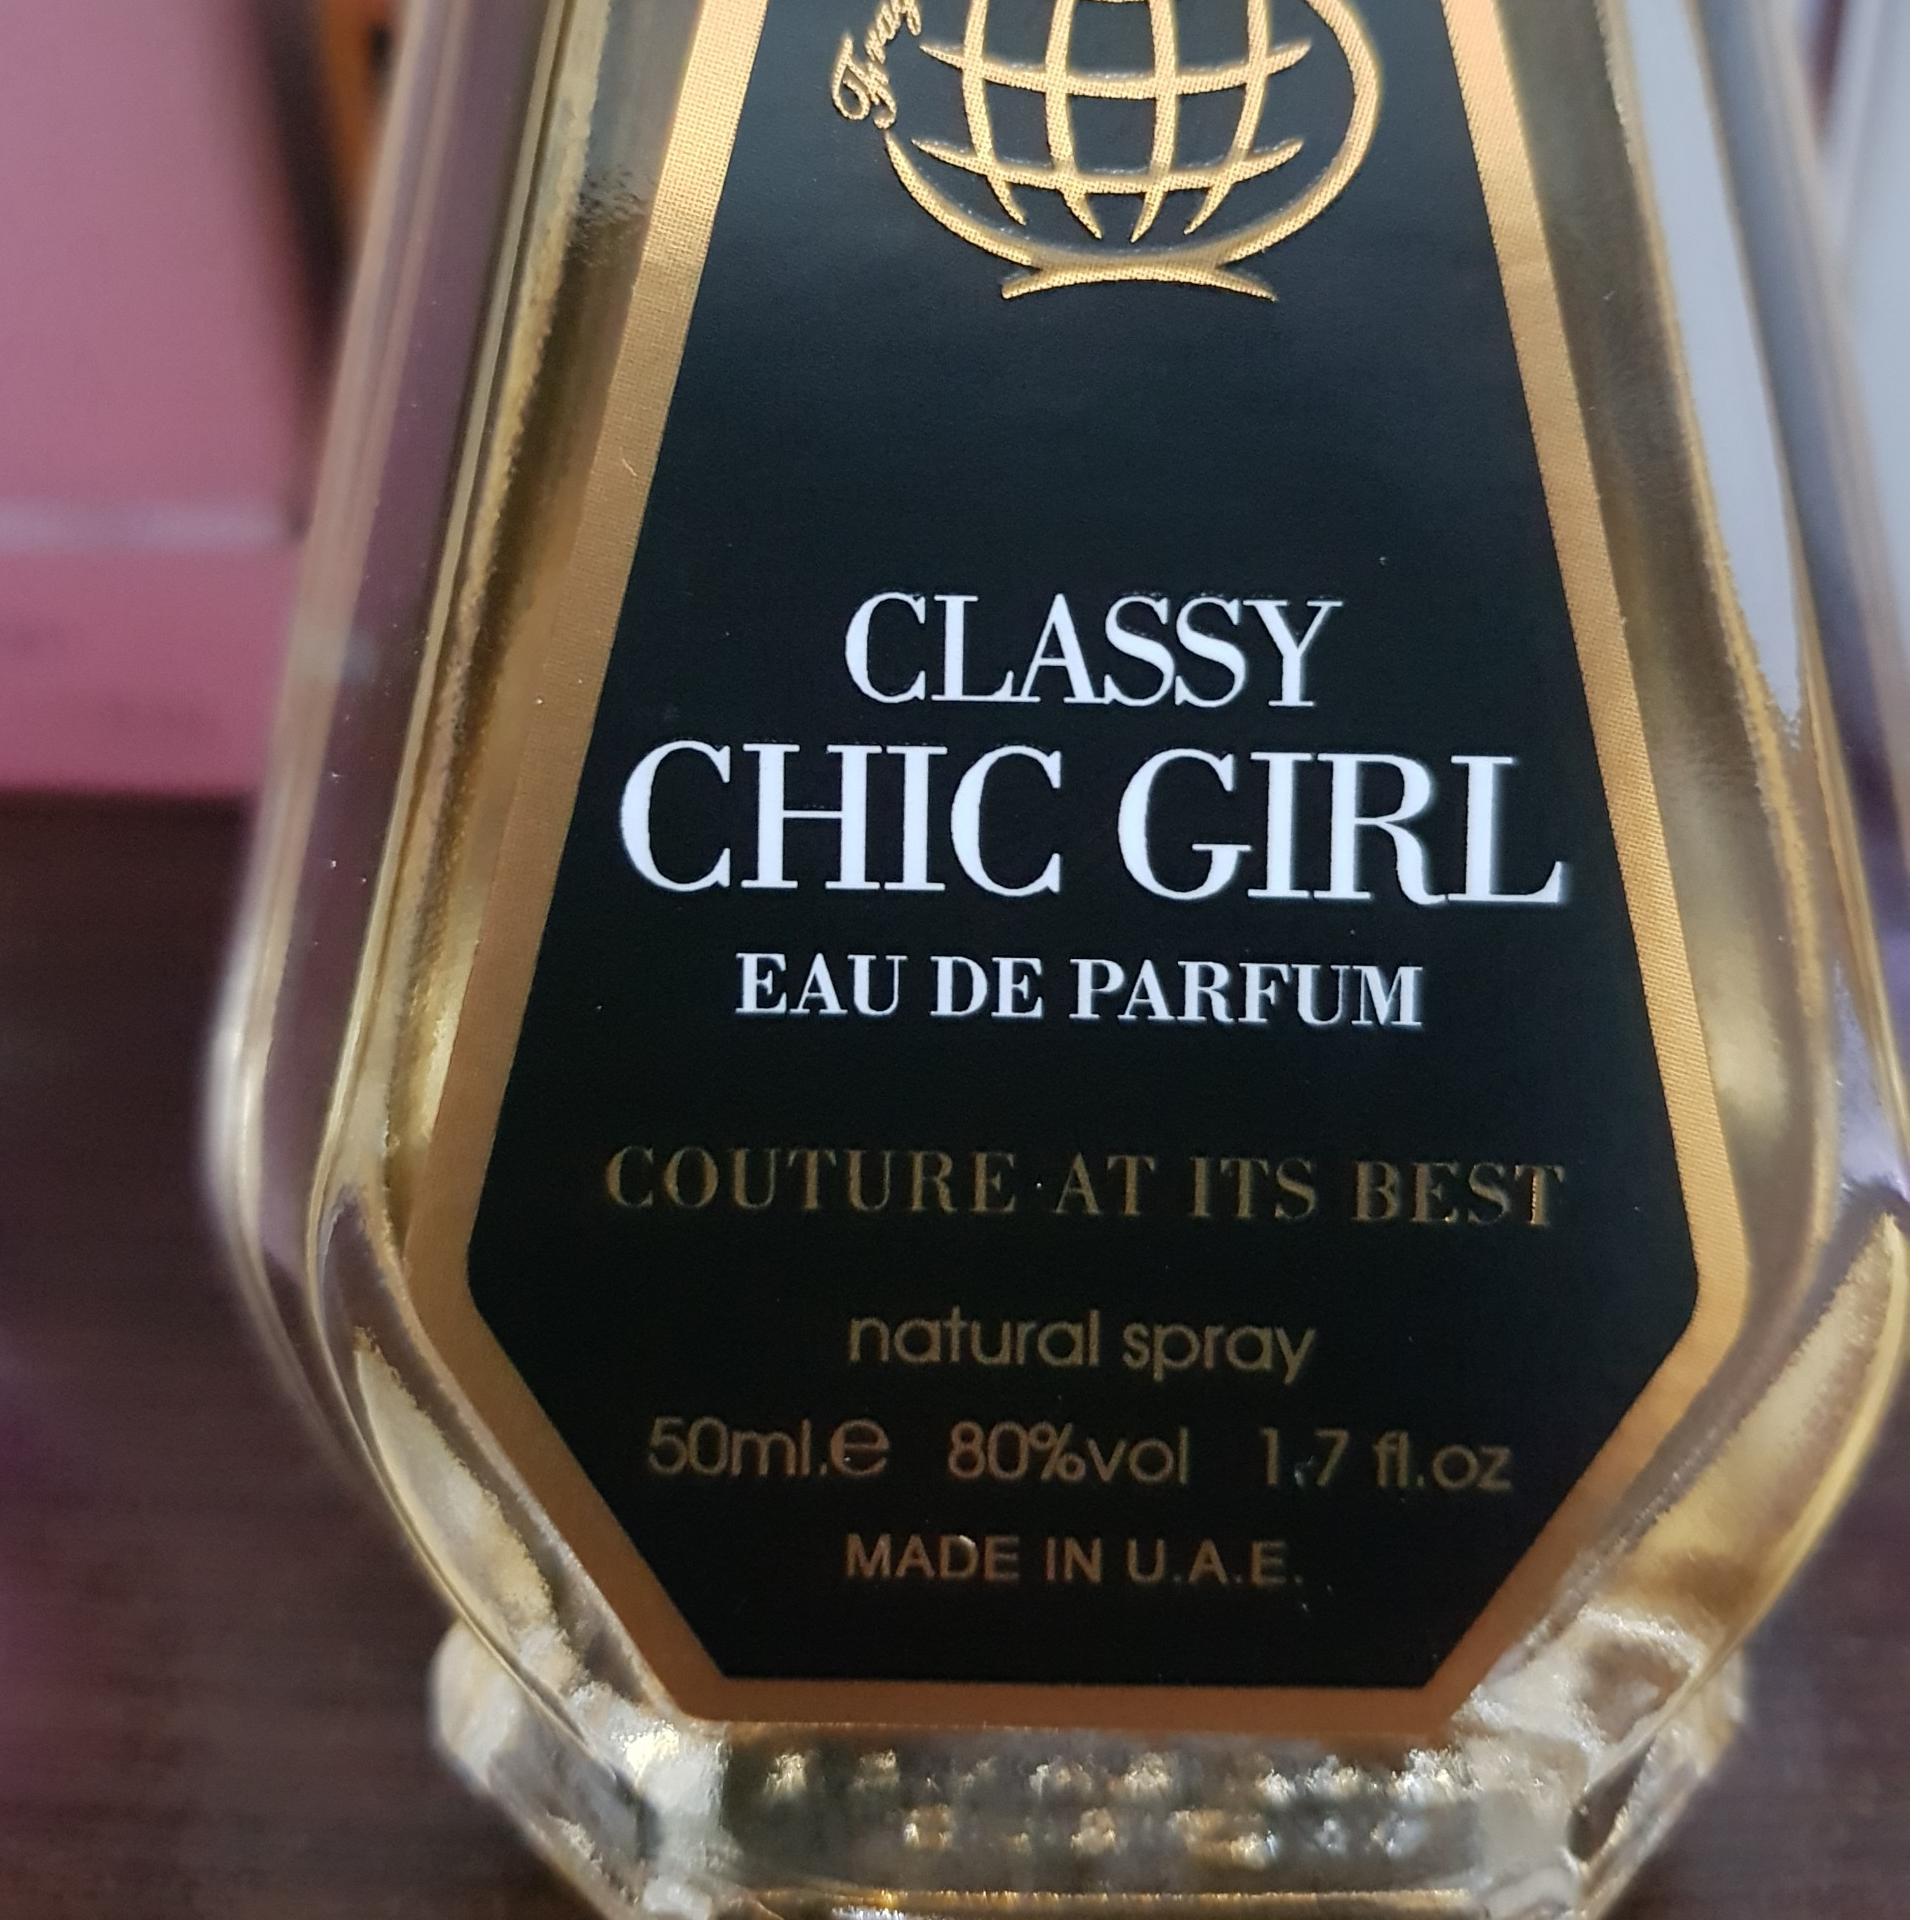 CLASSY
CHIC GIRL
EAU DE PARFUM
COUTURE AT ITS BEST
natural spray
50ml.e 80%vol 1.7 fl.oz
MADE IN U.A.E.